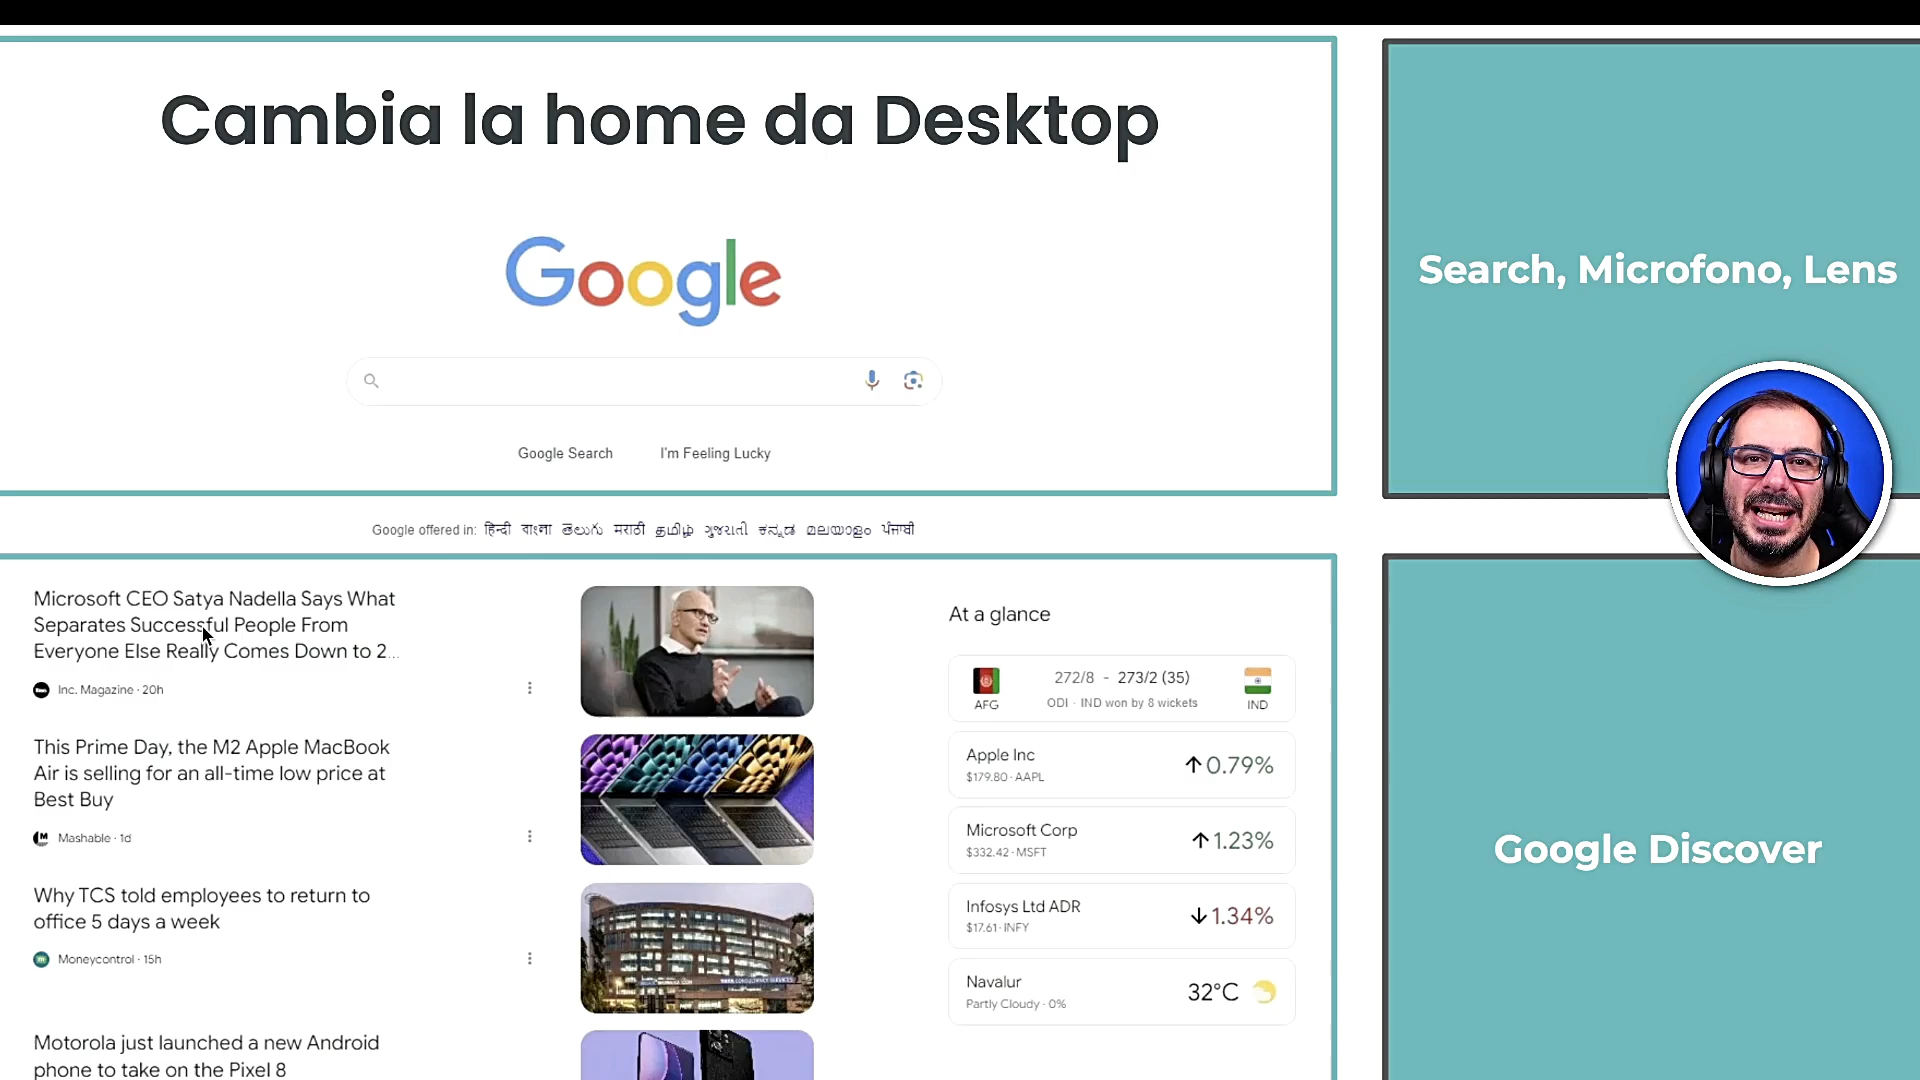 Cambia la home da Desktop
Google
Google Search
I'm Feeling Lucky
Google offered in: हिन्दी বাংলা తెలుగు मराठी தமிழ் ગુજરાતી ಕನ್ನಡ മലയാളം ਪੰਜਾਬੀ
Search, Microfono, Lens
Microsoft CEO Satya Nadella Says What
Separates Successful People From
Everyone Else Really Comes Down to 2...
Inc. Magazine · 20h
This Prime Day, the M2 Apple MacBook
Air is selling for an all-time low price at
Best Buy
Mashable · 1d
Why TCS told employees to return to
office 5 days a week
Moneycontrol · 15h
Motorola just launched a new Android
phone to take on the Pixel 8
At a glance
272/8 - 273/2 (35)
AFG
ODI · IND won by 8 wickets
IND
Apple Inc
$179.80 · AAPL
↑0.79%
Microsoft Corp
$332.42 · MSFT
↑1.23%
Infosys Ltd ADR
$17.61 · INFY
↓1.34%
Navalur
Partly Cloudy · 0%
32°C
Google Discover